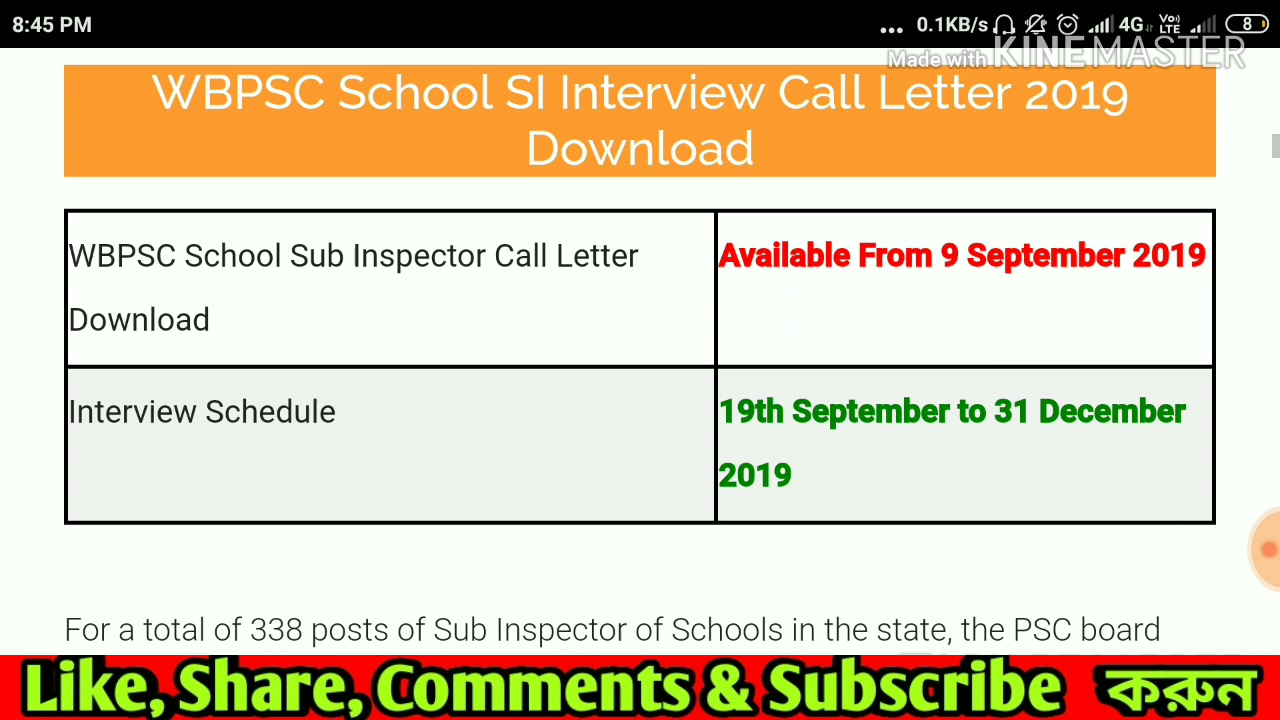 8:45 PM
... 0.1KB/s 4G Vo) LTE 8
Made with KINEMASTER
WBPSC School SI Interview Call Letter 2019
Download
WBPSC School Sub Inspector Call Letter
Download
Available From 9 September 2019
Interview Schedule
19th September to 31 December
2019
For a total of 338 posts of Sub Inspector of Schools in the state, the PSC board
Like, Share, Comments & Subscribe করুন